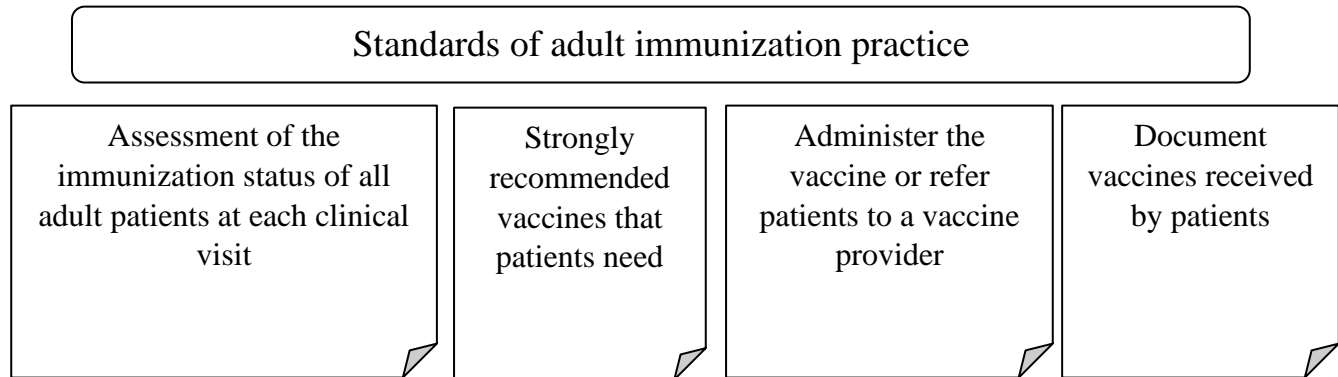 Standards of adult immunization practice
Assessment of the
immunization status of all
adult patients at each clinical
visit
Strongly
recommended
vaccines that
patients need
Administer the
vaccine or refer
patients to a vaccine
provider
Document
vaccines received
by patients